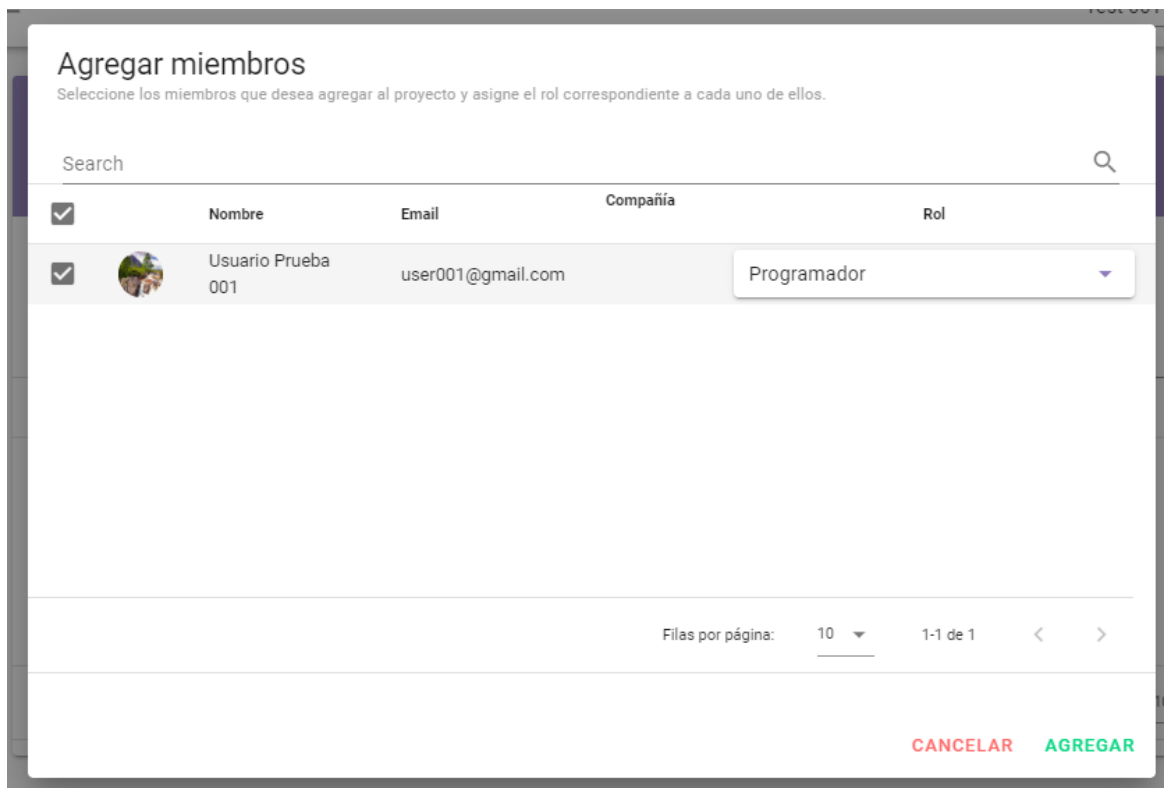 Agregar miembros
Seleccione los miembros que desea agregar al proyecto y asigne el rol correspondiente a cada uno de ellos.
Search
Nombre Email Compañía Rol
Usuario Prueba
001
user001@gmail.com
Programador
Filas por página: 10 1-1 de 1
CANCELAR AGREGAR